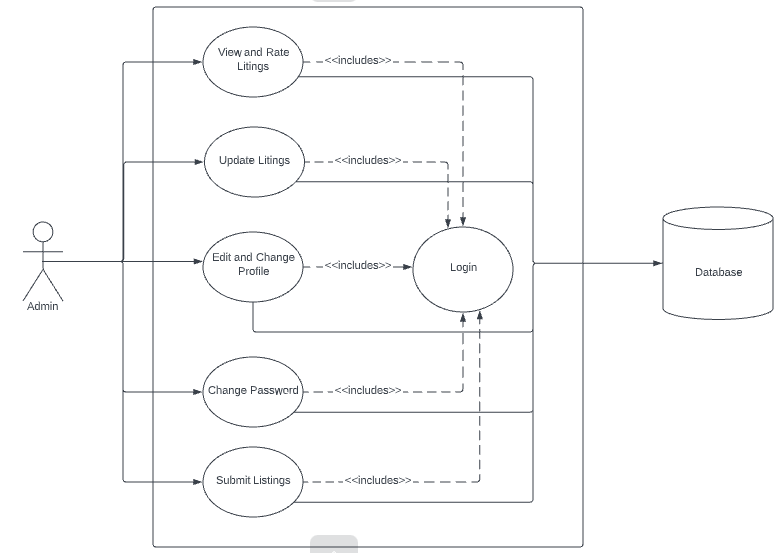 View and Rate
Litings
<<includes>>
Update Litings
<<includes>>
Edit and Change
Profile
<<includes>>
Login
Database
Admin
Change Password
<<includes>>
Submit Listings
<<includes>>